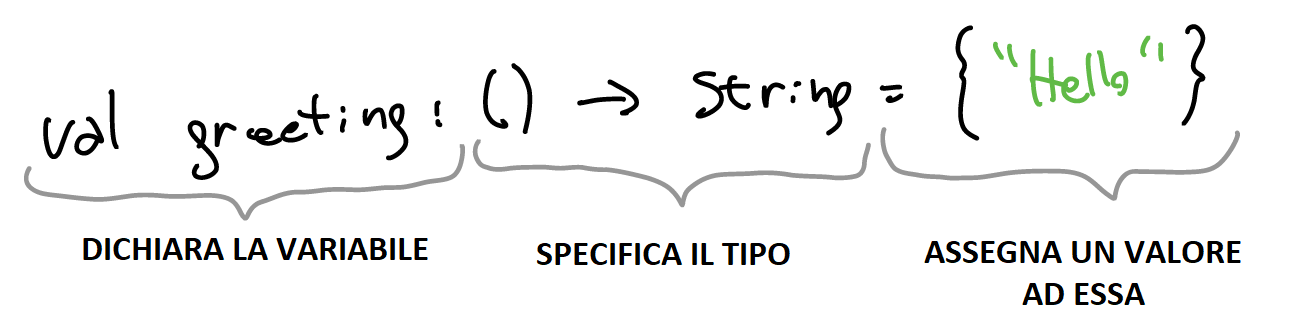 val greeting: () → String = { "Hello" }
DICHIARA LA VARIABILE
SPECIFICA IL TIPO
ASSEGNA UN VALORE
AD ESSA